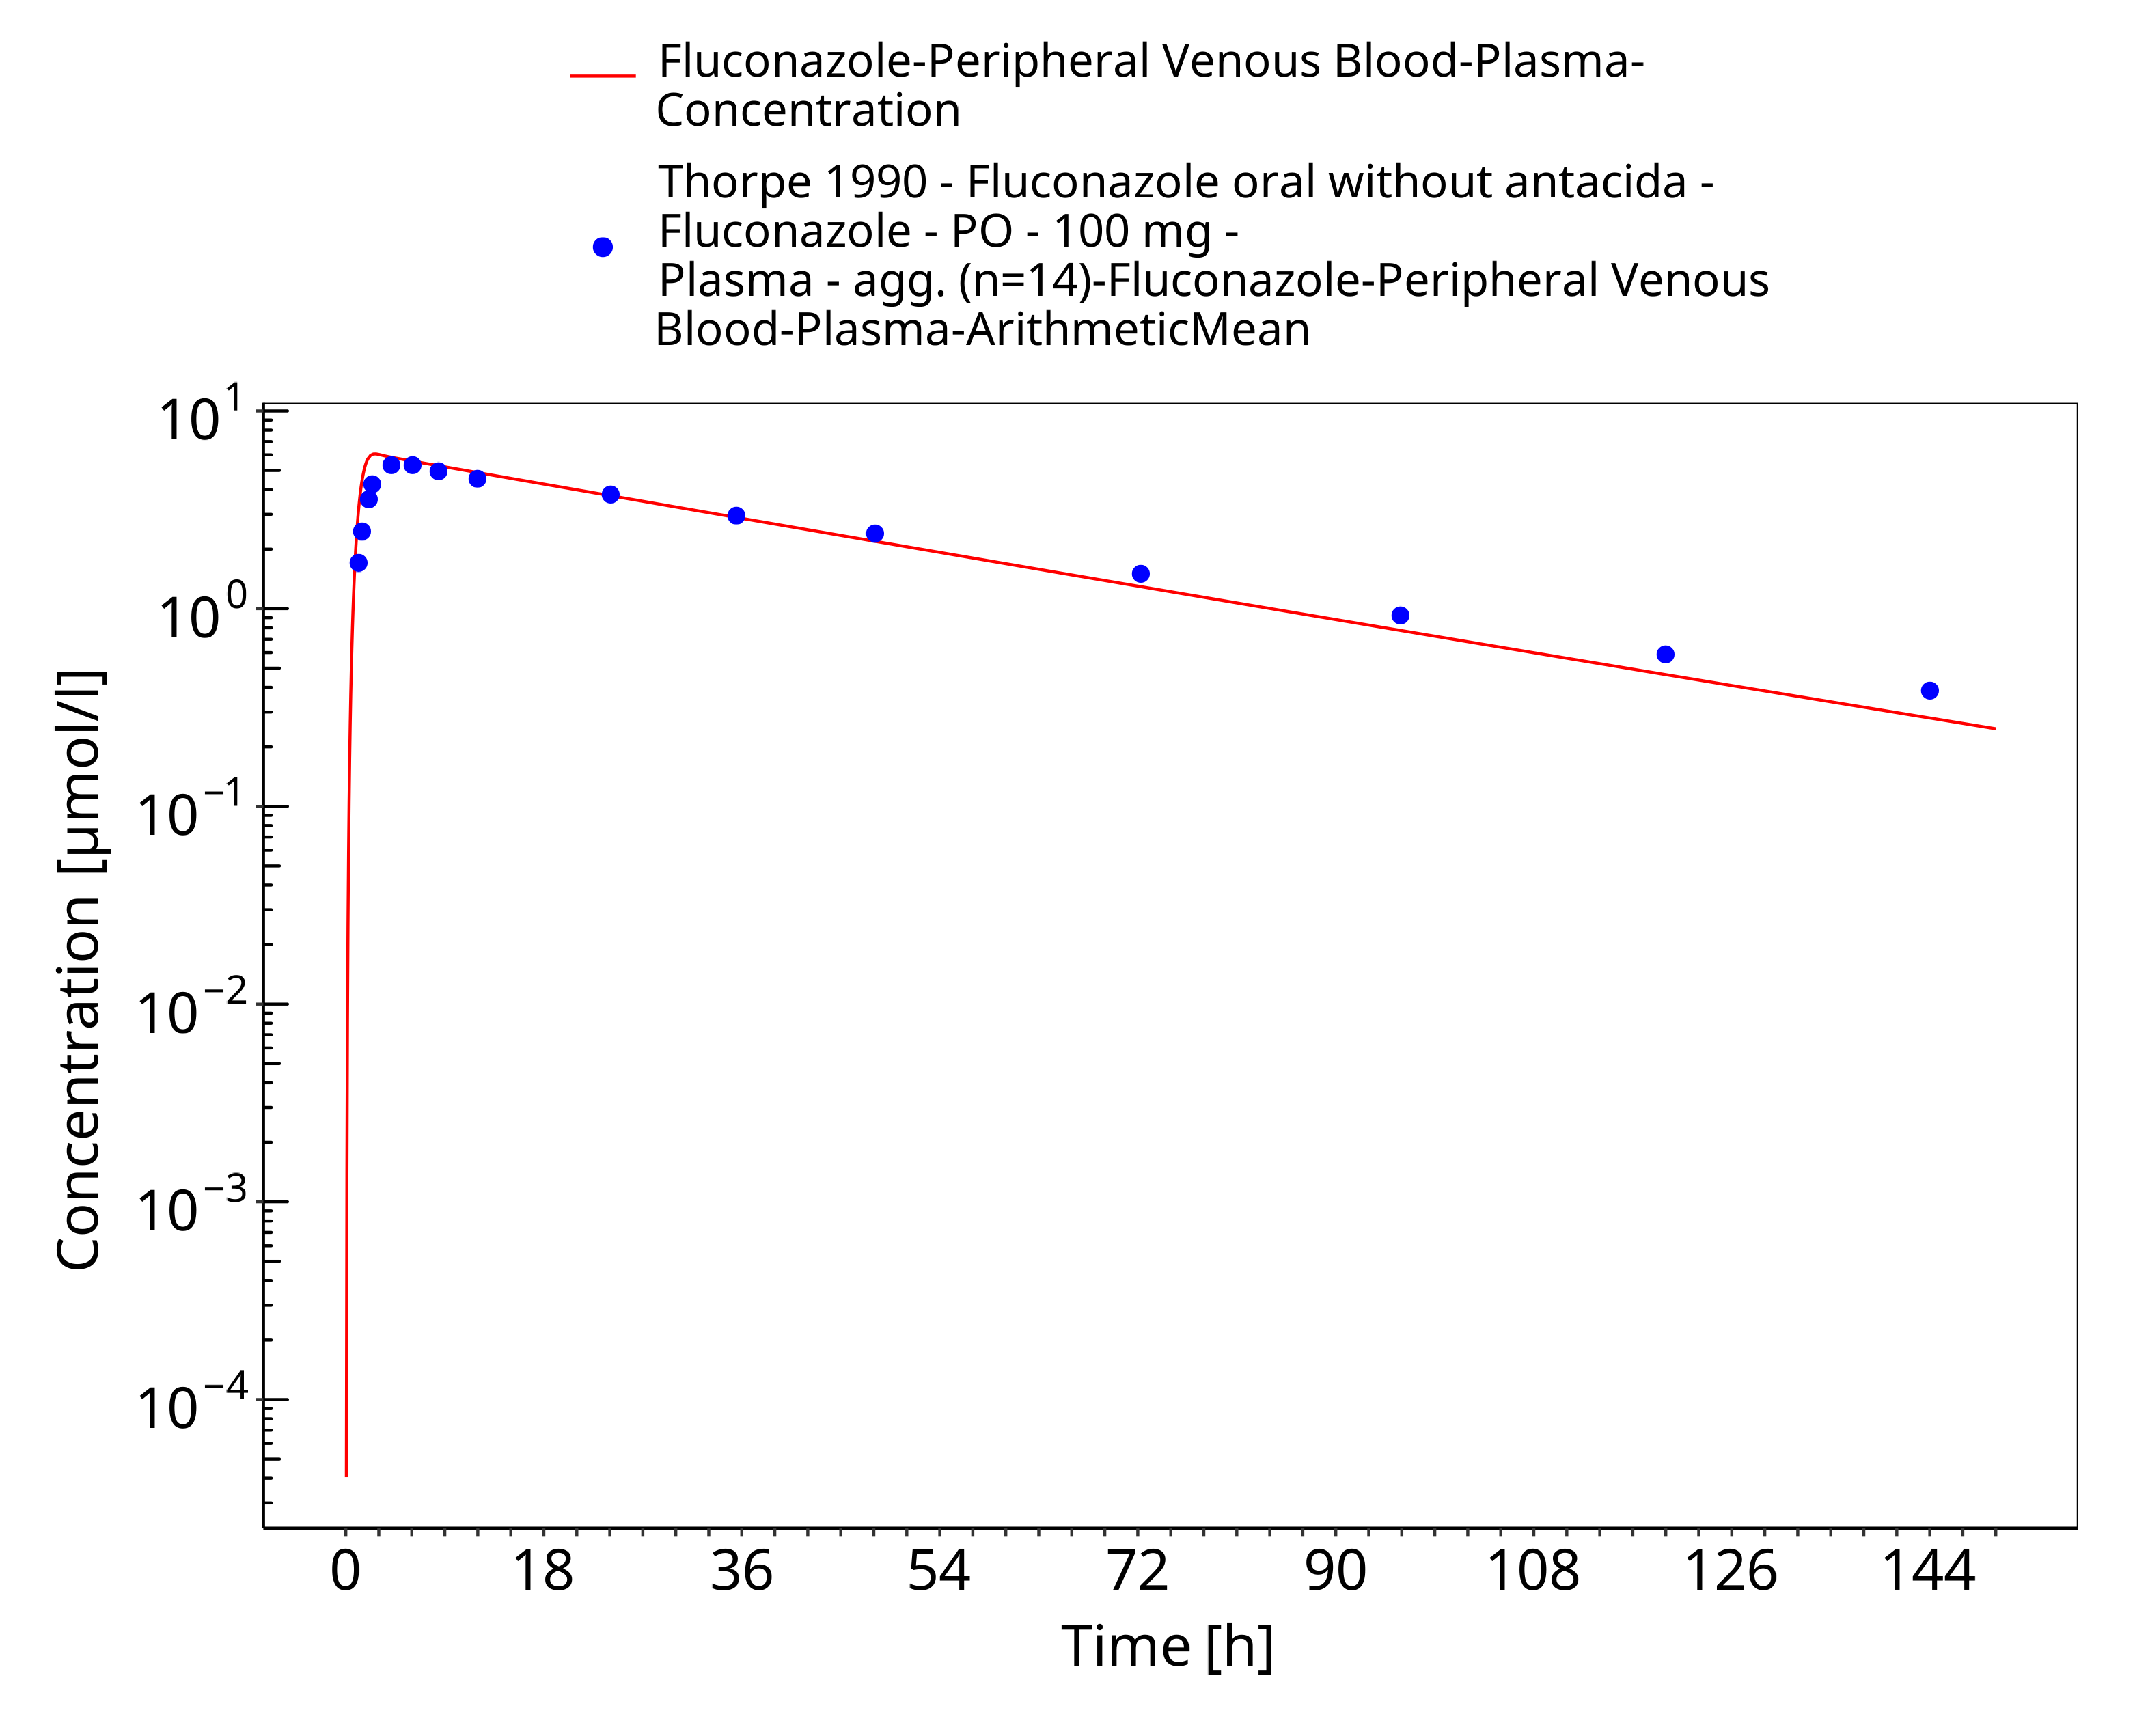 Fluconazole-Peripheral Venous Blood-Plasma-
Concentration
Thorpe 1990 - Fluconazole oral without antacida -
Fluconazole - PO - 100 mg -
Plasma - agg. (n=14)-Fluconazole-Peripheral Venous
Blood-Plasma-ArithmeticMean
10^1
10^0
10^−1
10^−2
10^−3
10^−4
Concentration [µmol/l]
0 18 36 54 72 90 108 126 144
Time [h]